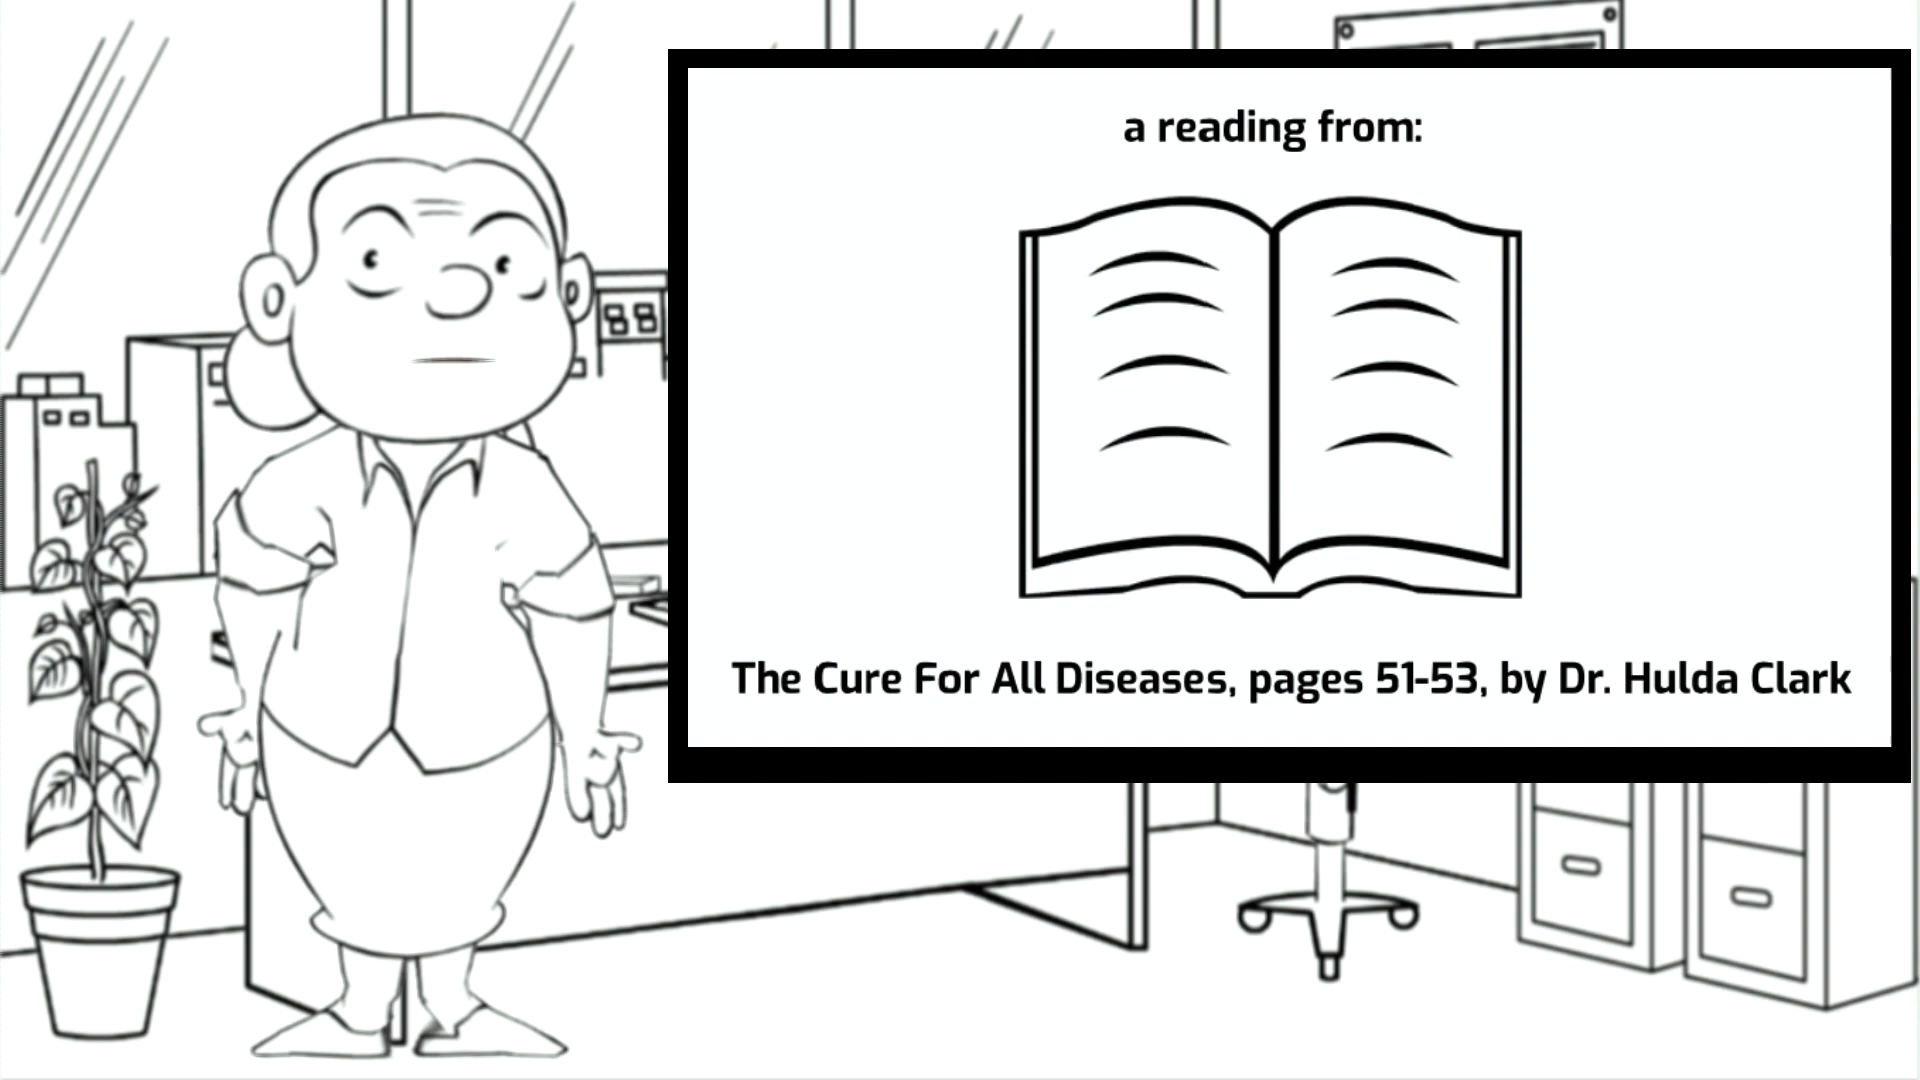 a reading from:
The Cure For All Diseases, pages 51-53, by Dr. Hulda Clark